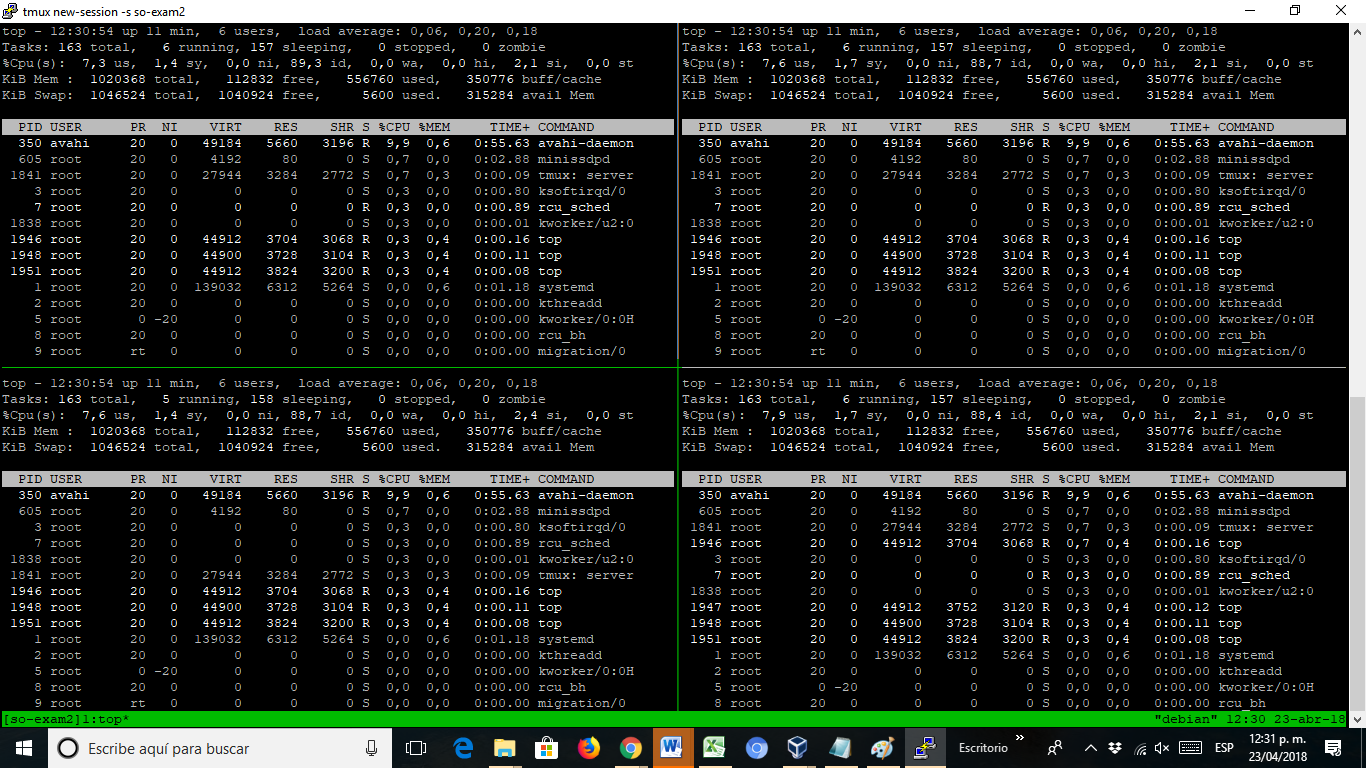 tmux new-session -s so-exam2
top - 12:30:54 up 11 min,  6 users,  load average: 0,06, 0,20, 0,18
Tasks: 163 total,   6 running, 157 sleeping,   0 stopped,   0 zombie
%Cpu(s):  7,3 us,  1,4 sy,  0,0 ni, 89,3 id,  0,0 wa,  0,0 hi,  2,1 si,  0,0 st
KiB Mem :  1020368 total,   112832 free,   556760 used,   350776 buff/cache
KiB Swap:  1046524 total,  1040924 free,     5600 used.   315284 avail Mem
PID USER      PR  NI    VIRT    RES    SHR S %CPU %MEM     TIME+ COMMAND
350 avahi     20   0   49184   5660   3196 R  9,9  0,6   0:55.63 avahi-daemon
605 root      20   0    4192     80      0 S  0,7  0,0   0:02.88 minissdpd
1841 root      20   0   27944   3284   2772 S  0,7  0,3   0:00.09 tmux: server
3 root      20   0       0      0      0 S  0,3  0,0   0:00.80 ksoftirqd/0
7 root      20   0       0      0      0 R  0,3  0,0   0:00.89 rcu_sched
1838 root      20   0       0      0      0 S  0,3  0,0   0:00.01 kworker/u2:0
1946 root      20   0   44912   3704   3068 R  0,3  0,4   0:00.16 top
1948 root      20   0   44900   3728   3104 R  0,3  0,4   0:00.11 top
1951 root      20   0   44912   3824   3200 R  0,3  0,4   0:00.08 top
1 root      20   0  139032   6312   5264 S  0,0  0,6   0:01.18 systemd
2 root      20   0       0      0      0 S  0,0  0,0   0:00.00 kthreadd
5 root       0 -20       0      0      0 S  0,0  0,0   0:00.00 kworker/0:0H
8 root      20   0       0      0      0 S  0,0  0,0   0:00.00 rcu_bh
9 root      rt   0       0      0      0 S  0,0  0,0   0:00.00 migration/0
top - 12:30:54 up 11 min,  6 users,  load average: 0,06, 0,20, 0,18
Tasks: 163 total,   6 running, 157 sleeping,   0 stopped,   0 zombie
%Cpu(s):  7,6 us,  1,7 sy,  0,0 ni, 88,7 id,  0,0 wa,  0,0 hi,  2,1 si,  0,0 st
KiB Mem :  1020368 total,   112832 free,   556760 used,   350776 buff/cache
KiB Swap:  1046524 total,  1040924 free,     5600 used.   315284 avail Mem
PID USER      PR  NI    VIRT    RES    SHR S %CPU %MEM     TIME+ COMMAND
350 avahi     20   0   49184   5660   3196 R  9,9  0,6   0:55.63 avahi-daemon
605 root      20   0    4192     80      0 S  0,7  0,0   0:02.88 minissdpd
1841 root      20   0   27944   3284   2772 S  0,7  0,3   0:00.09 tmux: server
3 root      20   0       0      0      0 S  0,3  0,0   0:00.80 ksoftirqd/0
7 root      20   0       0      0      0 R  0,3  0,0   0:00.89 rcu_sched
1838 root      20   0       0      0      0 S  0,3  0,0   0:00.01 kworker/u2:0
1946 root      20   0   44912   3704   3068 R  0,3  0,4   0:00.16 top
1948 root      20   0   44900   3728   3104 R  0,3  0,4   0:00.11 top
1951 root      20   0   44912   3824   3200 R  0,3  0,4   0:00.08 top
1 root      20   0  139032   6312   5264 S  0,0  0,6   0:01.18 systemd
2 root      20   0       0      0      0 S  0,0  0,0   0:00.00 kthreadd
5 root       0 -20       0      0      0 S  0,0  0,0   0:00.00 kworker/0:0H
8 root      20   0       0      0      0 S  0,0  0,0   0:00.00 rcu_bh
9 root      rt   0       0      0      0 S  0,0  0,0   0:00.00 migration/0
top - 12:30:54 up 11 min,  6 users,  load average: 0,06, 0,20, 0,18
Tasks: 163 total,   5 running, 158 sleeping,   0 stopped,   0 zombie
%Cpu(s):  7,6 us,  1,4 sy,  0,0 ni, 88,7 id,  0,0 wa,  0,0 hi,  2,4 si,  0,0 st
KiB Mem :  1020368 total,   112832 free,   556760 used,   350776 buff/cache
KiB Swap:  1046524 total,  1040924 free,     5600 used.   315284 avail Mem
PID USER      PR  NI    VIRT    RES    SHR S %CPU %MEM     TIME+ COMMAND
350 avahi     20   0   49184   5660   3196 R  9,9  0,6   0:55.63 avahi-daemon
605 root      20   0    4192     80      0 S  0,7  0,0   0:02.88 minissdpd
3 root      20   0       0      0      0 S  0,3  0,0   0:00.80 ksoftirqd/0
7 root      20   0       0      0      0 S  0,3  0,0   0:00.89 rcu_sched
1838 root      20   0       0      0      0 S  0,3  0,0   0:00.01 kworker/u2:0
1841 root      20   0   27944   3284   2772 S  0,3  0,3   0:00.09 tmux: server
1946 root      20   0   44912   3704   3068 R  0,3  0,4   0:00.16 top
1948 root      20   0   44900   3728   3104 R  0,3  0,4   0:00.11 top
1951 root      20   0   44912   3824   3200 R  0,3  0,4   0:00.08 top
1 root      20   0  139032   6312   5264 S  0,0  0,6   0:01.18 systemd
2 root      20   0       0      0      0 S  0,0  0,0   0:00.00 kthreadd
5 root       0 -20       0      0      0 S  0,0  0,0   0:00.00 kworker/0:0H
8 root      20   0       0      0      0 S  0,0  0,0   0:00.00 rcu_bh
9 root      rt   0       0      0      0 S  0,0  0,0   0:00.00 migration/0
top - 12:30:54 up 11 min,  6 users,  load average: 0,06, 0,20, 0,18
Tasks: 163 total,   6 running, 157 sleeping,   0 stopped,   0 zombie
%Cpu(s):  7,9 us,  1,7 sy,  0,0 ni, 88,4 id,  0,0 wa,  0,0 hi,  2,1 si,  0,0 st
KiB Mem :  1020368 total,   112832 free,   556760 used,   350776 buff/cache
KiB Swap:  1046524 total,  1040924 free,     5600 used.   315284 avail Mem
PID USER      PR  NI    VIRT    RES    SHR S %CPU %MEM     TIME+ COMMAND
350 avahi     20   0   49184   5660   3196 R  9,9  0,6   0:55.63 avahi-daemon
605 root      20   0    4192     80      0 S  0,7  0,0   0:02.88 minissdpd
1841 root      20   0   27944   3284   2772 S  0,7  0,3   0:00.09 tmux: server
1946 root      20   0   44912   3704   3068 R  0,7  0,4   0:00.16 top
3 root      20   0       0      0      0 S  0,3  0,0   0:00.80 ksoftirqd/0
7 root      20   0       0      0      0 R  0,3  0,0   0:00.89 rcu_sched
1838 root      20   0       0      0      0 S  0,3  0,0   0:00.01 kworker/u2:0
1947 root      20   0   44912   3752   3120 R  0,3  0,4   0:00.12 top
1948 root      20   0   44900   3728   3104 R  0,3  0,4   0:00.11 top
1951 root      20   0   44912   3824   3200 R  0,3  0,4   0:00.08 top
1 root      20   0  139032   6312   5264 S  0,0  0,6   0:01.18 systemd
2 root      20   0       0      0      0 S  0,0  0,0   0:00.00 kthreadd
5 root       0 -20       0      0      0 S  0,0  0,0   0:00.00 kworker/0:0H
8 root      20   0       0      0      0 S  0,0  0,0   0:00.00 rcu_bh
[so-exam2]1:top*                "debian" 12:30 23-abr-18
Escribe aquí para buscar
Escritorio
ESP
12:31 p. m.
23/04/2018